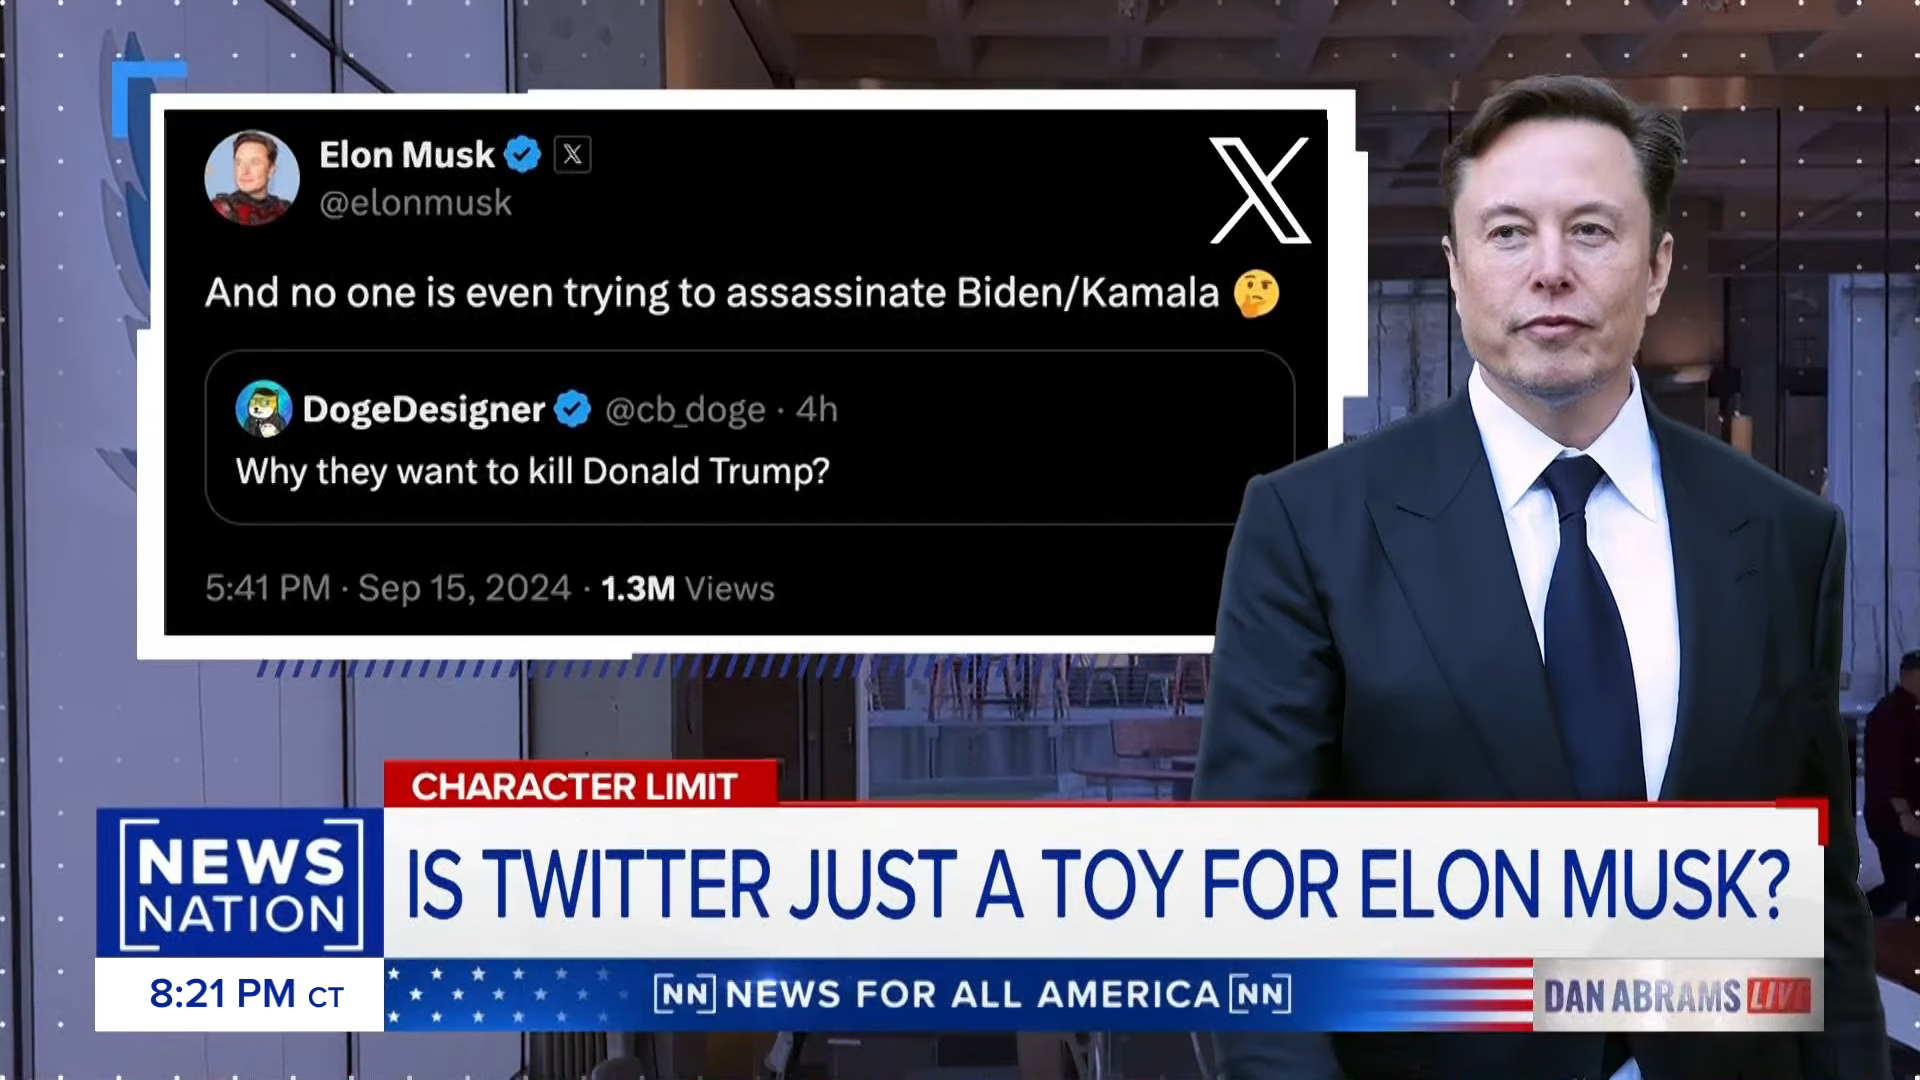 Elon Musk
@elonmusk
And no one is even trying to assassinate Biden/Kamala 🤔
DogeDesigner @cb_doge · 4h
Why they want to kill Donald Trump?
5:41 PM · Sep 15, 2024 · 1.3M Views
CHARACTER LIMIT
NEWS
NATION
IS TWITTER JUST A TOY FOR ELON MUSK?
8:21 PM CT
NN NEWS FOR ALL AMERICA NN
DAN ABRAMS LIVE